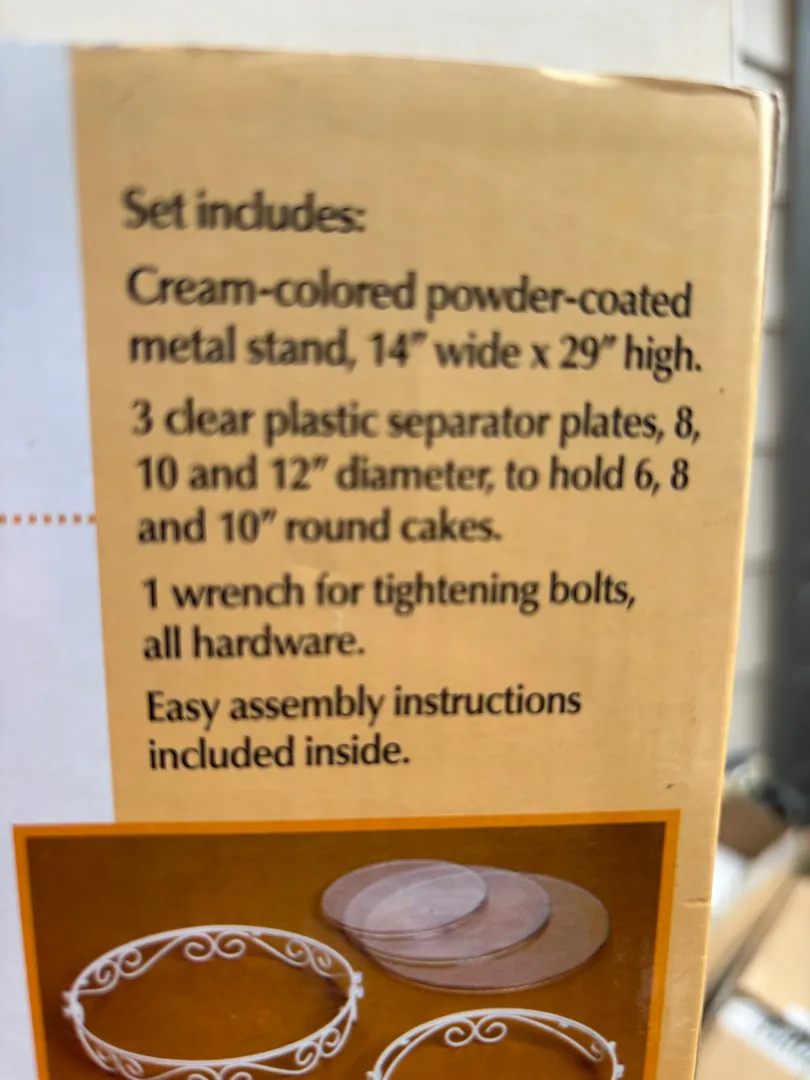 Set includes:
Cream-colored powder-coated
metal stand, 14" wide x 29" high.
3 clear plastic separator plates, 8,
10 and 12" diameter, to hold 6, 8
and 10" round cakes.
1 wrench for tightening bolts,
all hardware.
Easy assembly instructions
included inside.